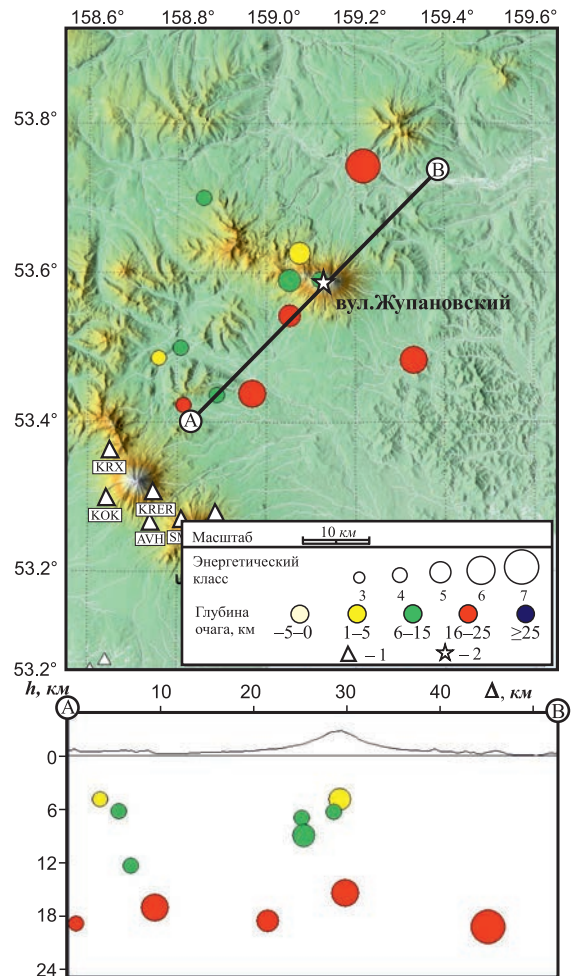 158.6° 158.8° 159.0° 159.2° 159.4° 159.6°
53.8°
B
53.6°
вул.Жупановский
53.4°
A
KRX
KOK
KRER
AVH
53.2°
Масштаб 10 км
Энергетический
класс
3 4 5 6 7
Глубина
очага, км
–5–0 1–5 6–15 16–25 ≥25
– 1 – 2
53.2°
h, км 10 20 30 40 Δ, км
A B
0
6
12
18
24